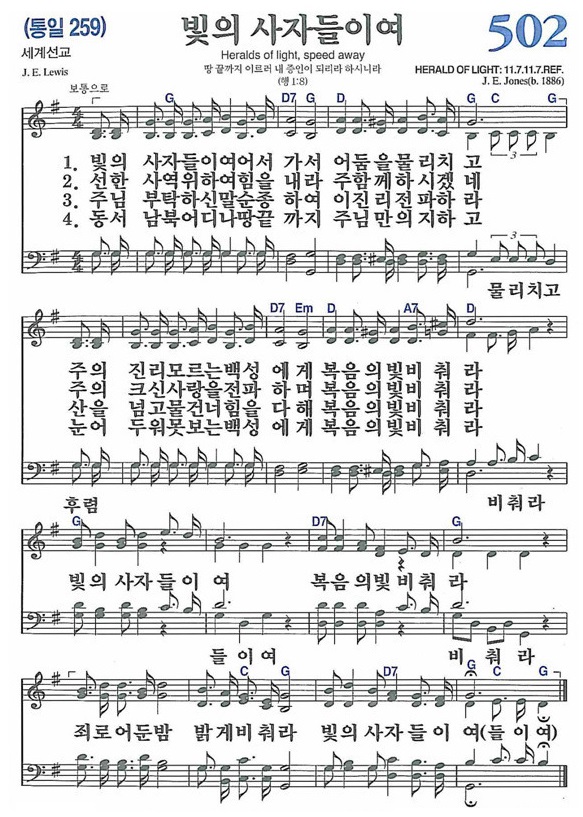 (통일 259)
빛의 사자들이여
502
세계선교
Heralds of light, speed away
J. E. Lewis
땅 끝까지 이르러 내 증인이 되리라 하시니라
(행 1:8)
HERALD OF LIGHT: 11.7.11.7.REF.
J. E. Jones(b. 1886)
보통으로
G D7 G D G C G
1. 빛의 사자들이여어서 가서 어둠을물리치 고
2. 선한 사역위하여힘을 내라 주함께하시겠 네
3. 주님 부탁하신말순종 하여 이진리전파하 라
4. 동서 남북어디나땅끝 까지 주님만의지하 고
물리치고
D7 Em D A7 D
주의 진리모르는백성 에게 복음의빛비 춰 라
주의 크신사랑을전파 하며 복음의빛비 춰 라
산을 넘고물건너힘을 다해 복음의빛비 춰 라
눈어 두워못보는백성 에게 복음의빛비 춰 라
후렴
비춰라
G D7 G
빛의 사자 들 이 여 복음 의빛 비 춰 라
들 이 여 비 춰 라
G C G D7 G C G
죄로어둔밤 밝게비춰라 빛의 사자 들 이 여(들 이 여)